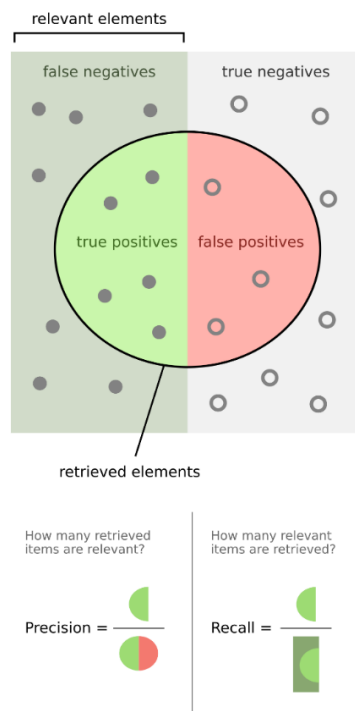 relevant elements
false negatives
true negatives
true positives
false positives
retrieved elements
How many retrieved
items are relevant?
How many relevant
items are retrieved?
Precision =
Recall =